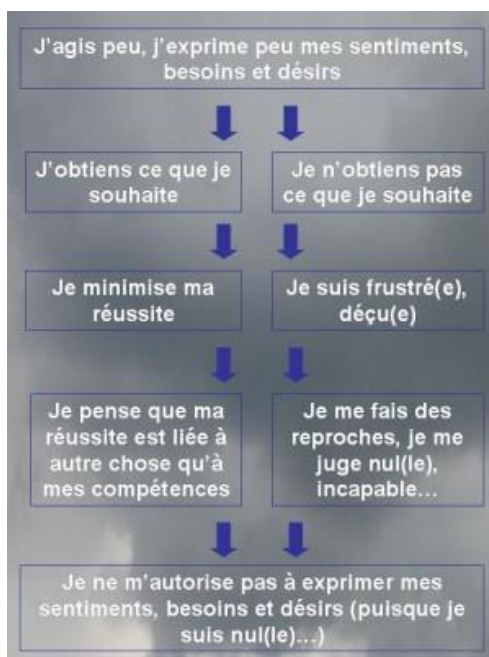 J'agis peu, j'exprime peu mes sentiments,
besoins et désirs
J'obtiens ce que je
souhaite
Je n'obtiens pas
ce que je souhaite
Je minimise ma
réussite
Je suis frustré(e),
déçu(e)
Je pense que ma
réussite est liée à
autre chose qu'à
mes compétences
Je me fais des
reproches, je me
juge nul(le),
incapable…
Je ne m'autorise pas à exprimer mes
sentiments, besoins et désirs (puisque je
suis nul(le)…)